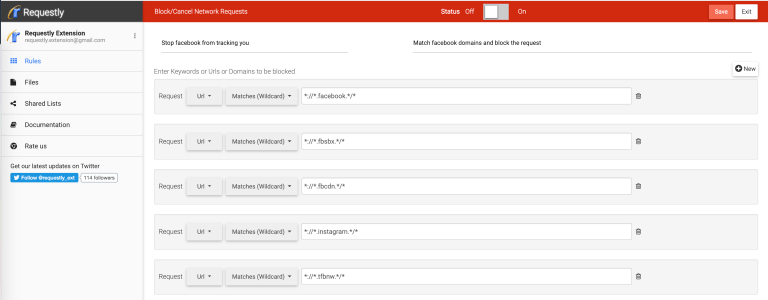 Requestly
Block/Cancel Network Requests
Status Off On
Save
Exit
Requestly Extension
requestly.extension@gmail.com
Rules
Files
Shared Lists
Documentation
Rate us
Get our latest updates on Twitter
Follow @requestly_ext
114 followers
Stop facebook from tracking you
Match facebook domains and block the request
Enter Keywords or Urls or Domains to be blocked
New
Request Url Matches (Wildcard) *://*.facebook.*/*
Request Url Matches (Wildcard) *://*.fbsbx.*/*
Request Url Matches (Wildcard) *://*.fbcdn.*/*
Request Url Matches (Wildcard) *://*.instagram.*/*
Request Url Matches (Wildcard) *://*.tfbnw.*/*